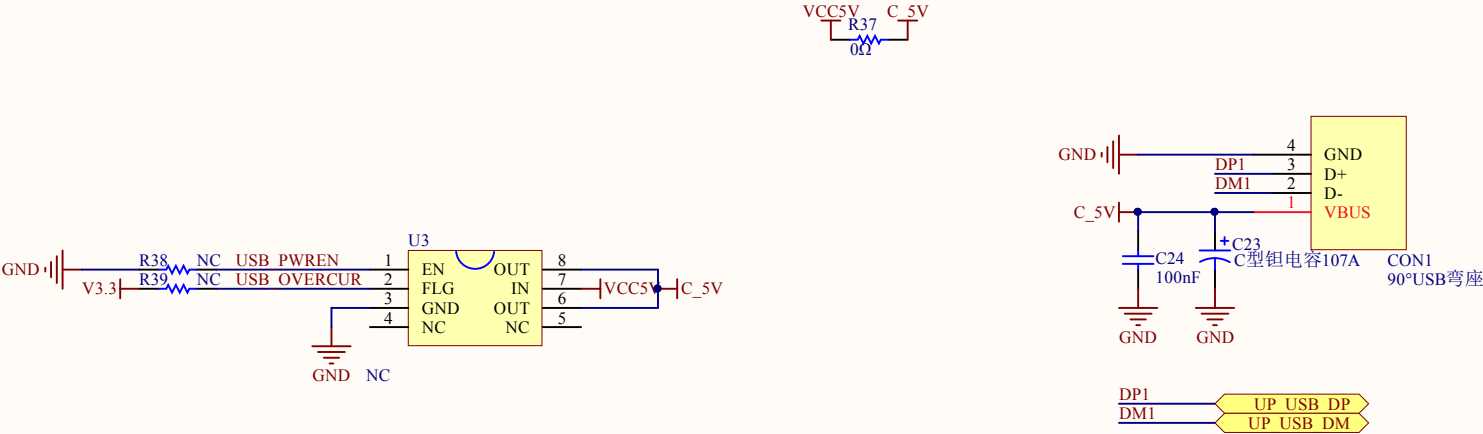 VCC5V C_5V
R37
0Ω
GND
DP1
DM1
C_5V
4
3
2
1
GND
D+
D-
VBUS
C24
100nF
C23
C型钽电容107A
GND GND
CON1
90°USB弯座
U3
GND R38 NC USB_PWREN 1 EN OUT 8
V3.3 R39 NC USB_OVERCUR 2 FLG IN 7 VCC5V C_5V
3 GND OUT 6
4 NC NC 5
GND NC
DP1 UP_USB_DP
DM1 UP_USB_DM